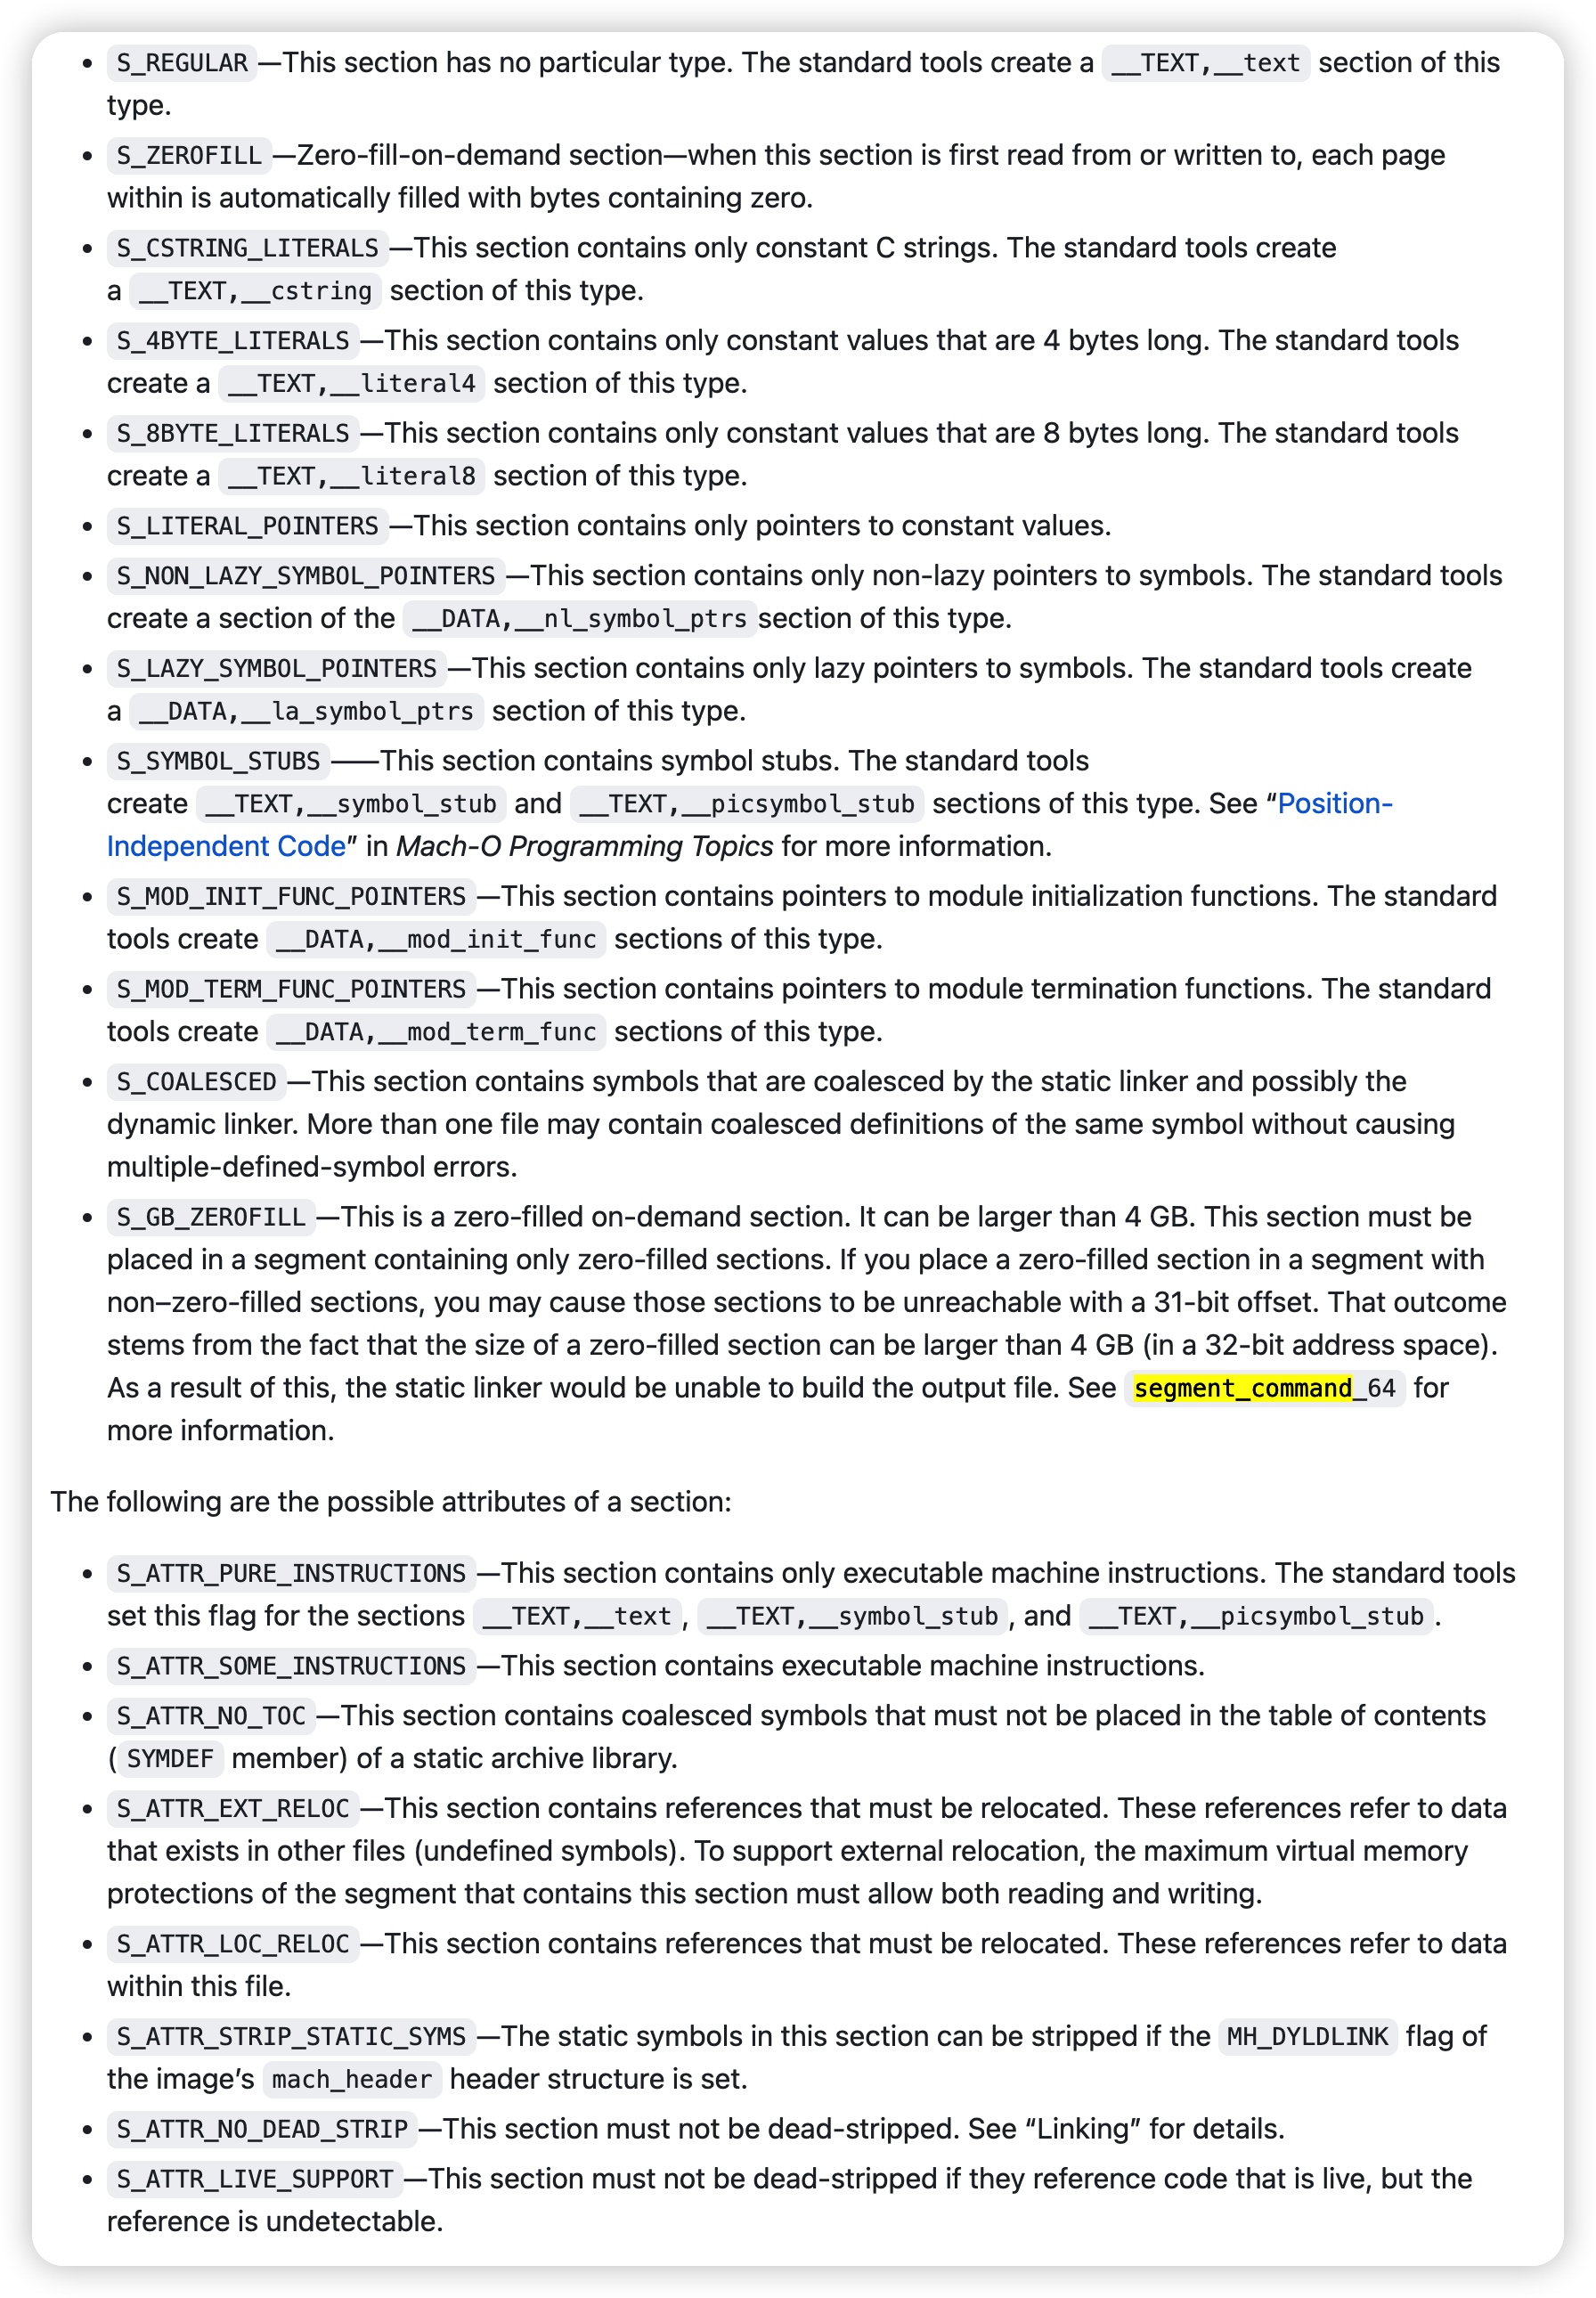 • S_REGULAR—This section has no particular type. The standard tools create a __TEXT,__text section of this
type.
• S_ZEROFILL—Zero-fill-on-demand section—when this section is first read from or written to, each page
within is automatically filled with bytes containing zero.
• S_CSTRING_LITERALS—This section contains only constant C strings. The standard tools create
a __TEXT,__cstring section of this type.
• S_4BYTE_LITERALS—This section contains only constant values that are 4 bytes long. The standard tools
create a __TEXT,__literal4 section of this type.
• S_8BYTE_LITERALS—This section contains only constant values that are 8 bytes long. The standard tools
create a __TEXT,__literal8 section of this type.
• S_LITERAL_POINTERS—This section contains only pointers to constant values.
• S_NON_LAZY_SYMBOL_POINTERS—This section contains only non-lazy pointers to symbols. The standard tools
create a section of the __DATA,__nl_symbol_ptrs section of this type.
• S_LAZY_SYMBOL_POINTERS—This section contains only lazy pointers to symbols. The standard tools create
a __DATA,__la_symbol_ptrs section of this type.
• S_SYMBOL_STUBS——This section contains symbol stubs. The standard tools
create __TEXT,__symbol_stub and __TEXT,__picsymbol_stub sections of this type. See “Position-
Independent Code” in Mach-O Programming Topics for more information.
• S_MOD_INIT_FUNC_POINTERS—This section contains pointers to module initialization functions. The standard
tools create __DATA,__mod_init_func sections of this type.
• S_MOD_TERM_FUNC_POINTERS—This section contains pointers to module termination functions. The standard
tools create __DATA,__mod_term_func sections of this type.
• S_COALESCED—This section contains symbols that are coalesced by the static linker and possibly the
dynamic linker. More than one file may contain coalesced definitions of the same symbol without causing
multiple-defined-symbol errors.
• S_GB_ZEROFILL—This is a zero-filled on-demand section. It can be larger than 4 GB. This section must be
placed in a segment containing only zero-filled sections. If you place a zero-filled section in a segment with
non–zero-filled sections, you may cause those sections to be unreachable with a 31-bit offset. That outcome
stems from the fact that the size of a zero-filled section can be larger than 4 GB (in a 32-bit address space).
As a result of this, the static linker would be unable to build the output file. See segment_command_64 for
more information.
The following are the possible attributes of a section:
• S_ATTR_PURE_INSTRUCTIONS—This section contains only executable machine instructions. The standard tools
set this flag for the sections __TEXT,__text, __TEXT,__symbol_stub, and __TEXT,__picsymbol_stub.
• S_ATTR_SOME_INSTRUCTIONS—This section contains executable machine instructions.
• S_ATTR_NO_TOC—This section contains coalesced symbols that must not be placed in the table of contents
(SYMDEF member) of a static archive library.
• S_ATTR_EXT_RELOC—This section contains references that must be relocated. These references refer to data
that exists in other files (undefined symbols). To support external relocation, the maximum virtual memory
protections of the segment that contains this section must allow both reading and writing.
• S_ATTR_LOC_RELOC—This section contains references that must be relocated. These references refer to data
within this file.
• S_ATTR_STRIP_STATIC_SYMS—The static symbols in this section can be stripped if the MH_DYLDLINK flag of
the image’s mach_header header structure is set.
• S_ATTR_NO_DEAD_STRIP—This section must not be dead-stripped. See “Linking” for details.
• S_ATTR_LIVE_SUPPORT—This section must not be dead-stripped if they reference code that is live, but the
reference is undetectable.